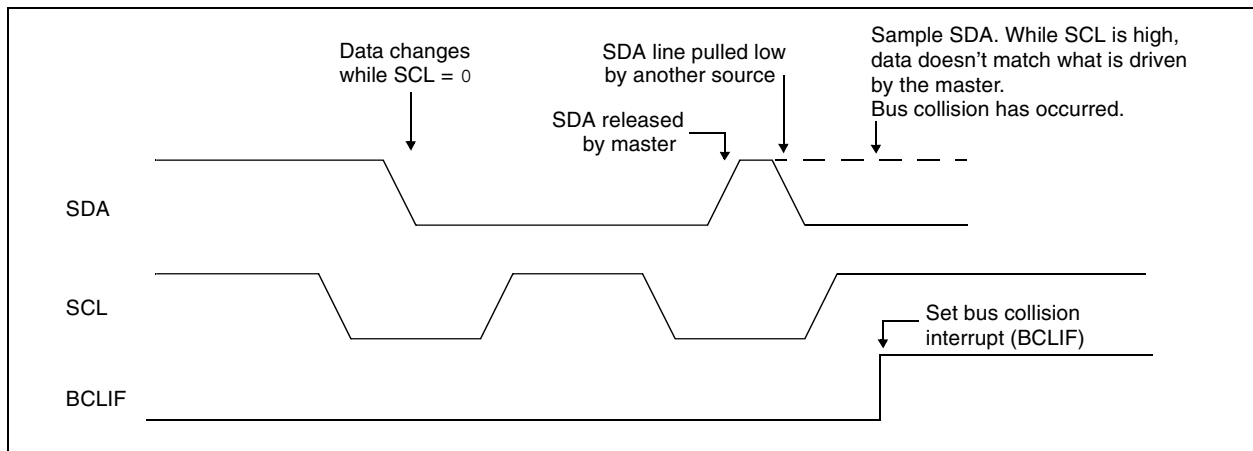 Data changes
while SCL = 0
SDA line pulled low
by another source
SDA released
by master
Sample SDA. While SCL is high,
data doesn't match what is driven
by the master.
Bus collision has occurred.
SDA
SCL
Set bus collision
interrupt (BCLIF)
BCLIF